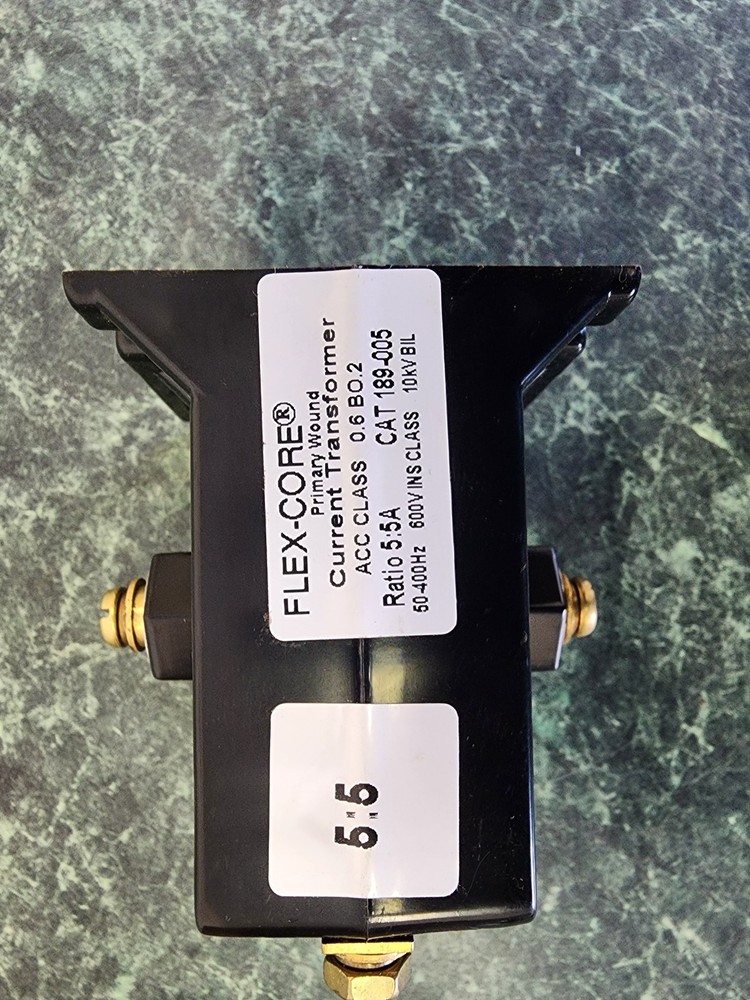 FLEX-CORE®
Primary Wound
Current Transformer
ACC CLASS 0.6 BO.2
Ratio 5:5A CAT 189-005
50-400Hz 600V INS CLASS 10kV BIL
5:5